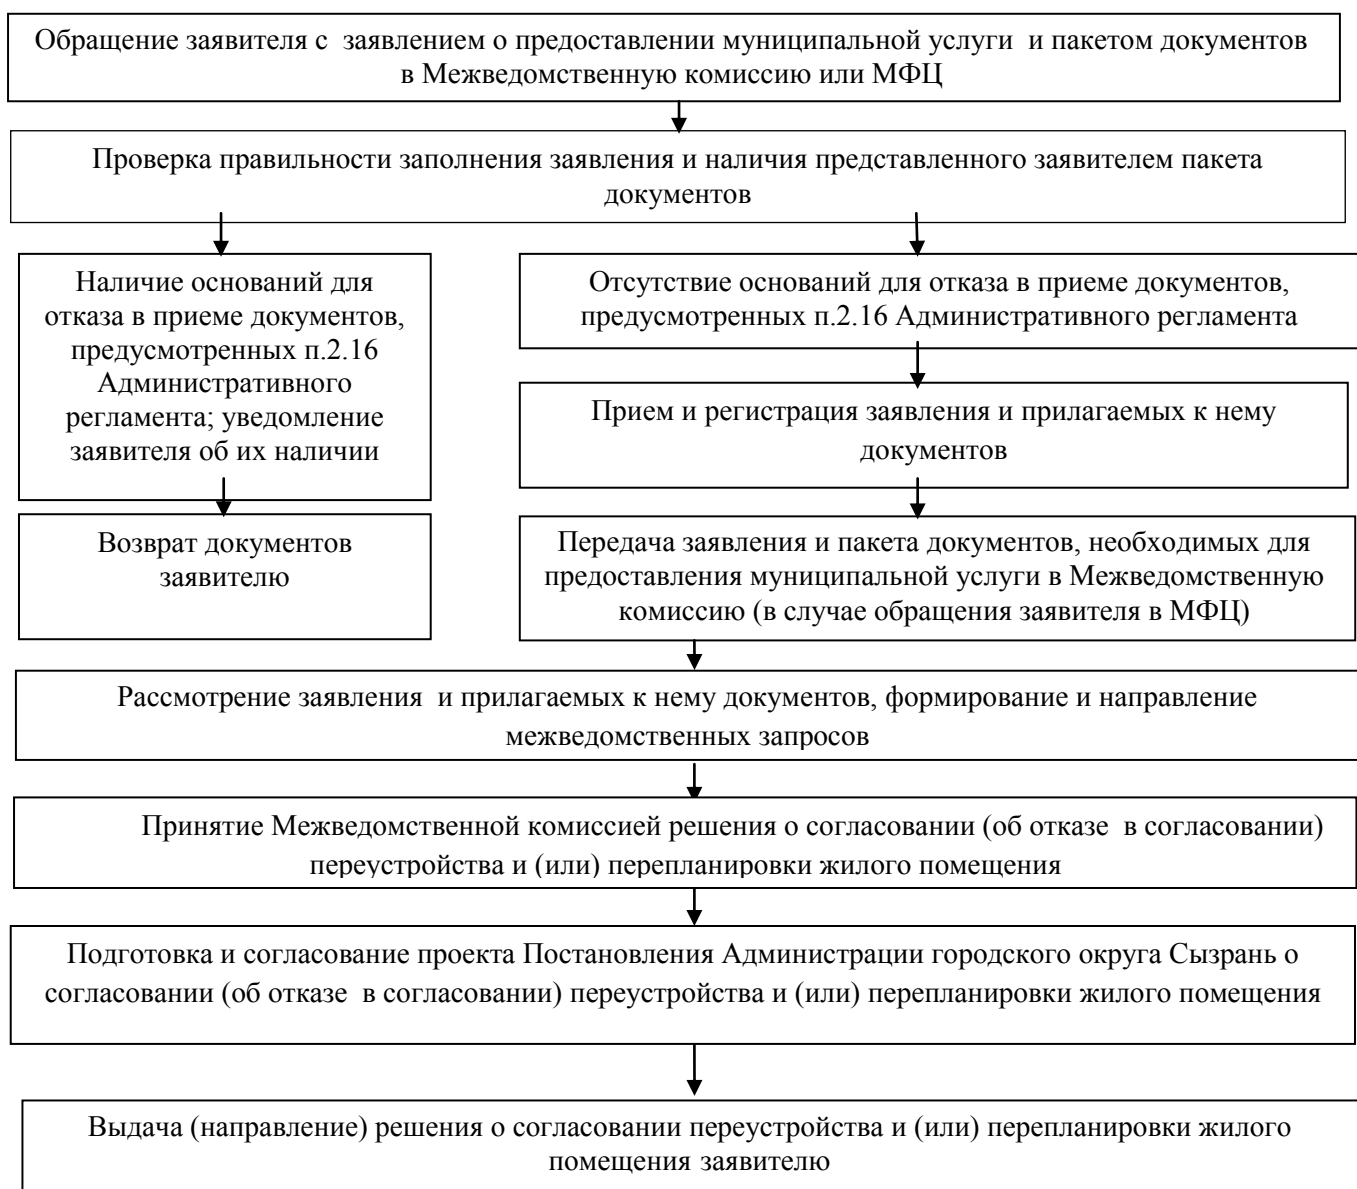 Обращение заявителя с заявлением о предоставлении муниципальной услуги и пакетом документов
в Межведомственную комиссию или МФЦ
Проверка правильности заполнения заявления и наличия представленного заявителем пакета
документов
Наличие оснований для
отказа в приеме документов,
предусмотренных п.2.16
Административного
регламента; уведомление
заявителя об их наличии
Возврат документов
заявителю
Отсутствие оснований для отказа в приеме документов,
предусмотренных п.2.16 Административного регламента
Прием и регистрация заявления и прилагаемых к нему
документов
Передача заявления и пакета документов, необходимых для
предоставления муниципальной услуги в Межведомственную
комиссию (в случае обращения заявителя в МФЦ)
Рассмотрение заявления и прилагаемых к нему документов, формирование и направление
межведомственных запросов
Принятие Межведомственной комиссией решения о согласовании (об отказе в согласовании)
переустройства и (или) перепланировки жилого помещения
Подготовка и согласование проекта Постановления Администрации городского округа Сызрань о
согласовании (об отказе в согласовании) переустройства и (или) перепланировки жилого помещения
Выдача (направление) решения о согласовании переустройства и (или) перепланировки жилого
помещения заявителю